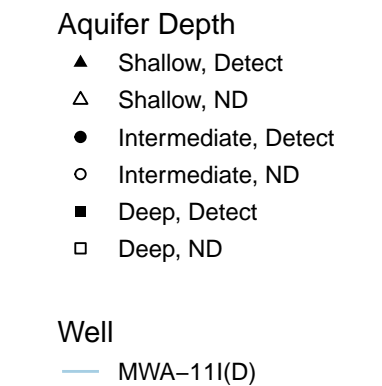 Aquifer Depth
Shallow, Detect
Shallow, ND
Intermediate, Detect
Intermediate, ND
Deep, Detect
Deep, ND
Well
MWA−11I(D)